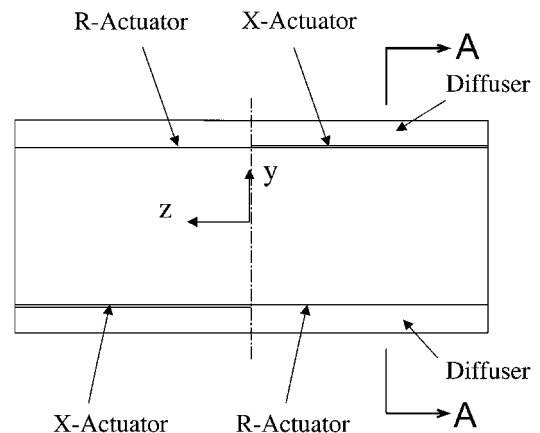 R-Actuator
X-Actuator
A
Diffuser
y
z
Diffuser
X-Actuator
R-Actuator
A